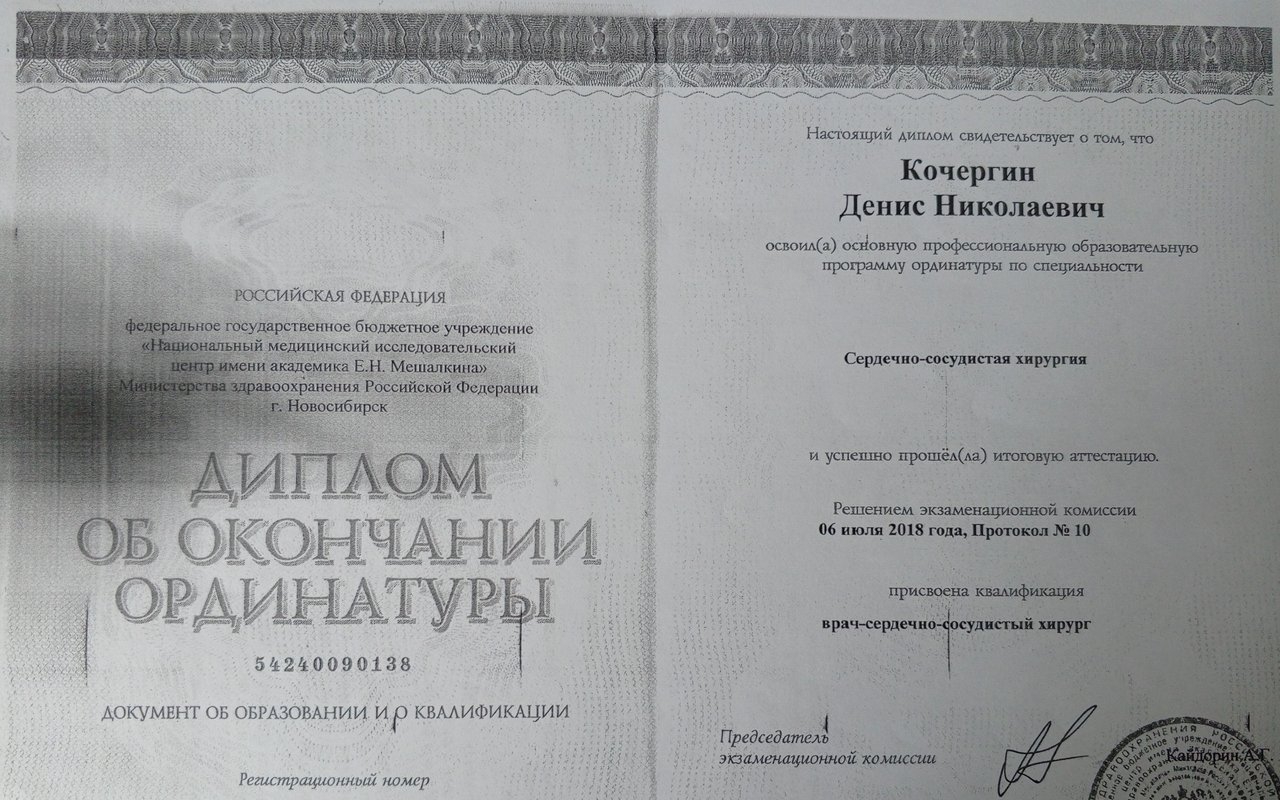 РОССИЙСКАЯ ФЕДЕРАЦИЯ
федеральное государственное бюджетное учреждение
«Национальный медицинский исследовательский
центр имени академика Е.Н. Мешалкина»
Министерства здравоохранения Российской Федерации
г. Новосибирск
ДИПЛОМ
ОБ ОКОНЧАНИИ
ОРДИНАТУРЫ
54240090138
ДОКУМЕНТ ОБ ОБРАЗОВАНИИ И О КВАЛИФИКАЦИИ
Регистрационный номер
Настоящий диплом свидетельствует о том, что
Кочергин
Денис Николаевич
освоил(а) основную профессиональную образовательную
программу ординатуры по специальности
Сердечно-сосудистая хирургия
и успешно прошёл(ла) итоговую аттестацию.
Решением экзаменационной комиссии
06 июля 2018 года, Протокол № 10
присвоена квалификация
врач-сердечно-сосудистый хирург
Председатель
экзаменационной комиссии
Кайдорин А.Г.